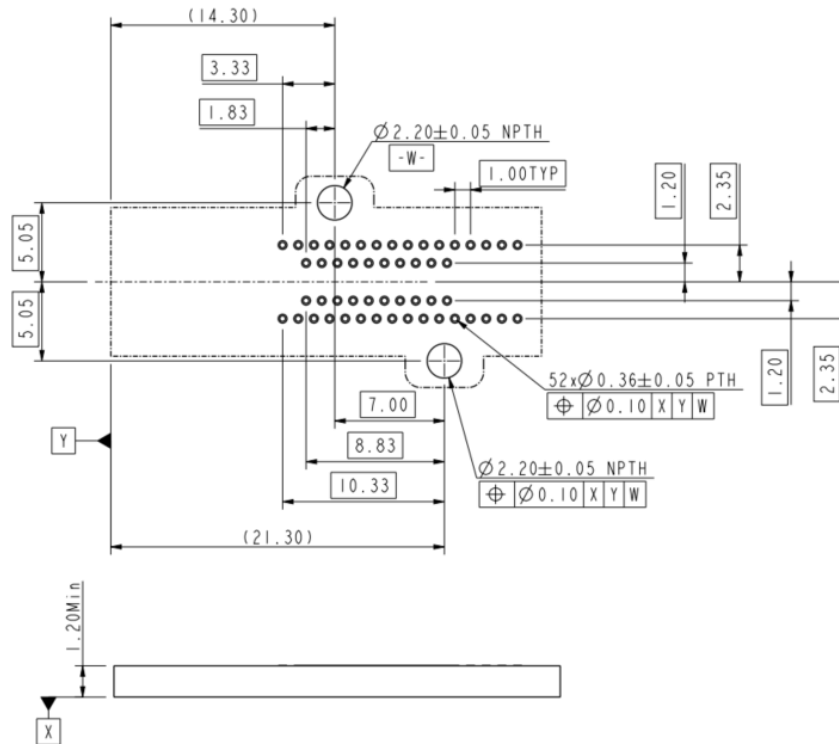 (14.30)
3.33
1.83
Ø2.20±0.05 NPTH
-W-
1.00TYP
1.20
2.35
5.05
5.05
1.20
2.35
52xØ0.36±0.05 PTH
⌖ Ø0.10 X Y W
7.00
Y
8.83
Ø2.20±0.05 NPTH
10.33
⌖ Ø0.10 X Y W
(21.30)
1.20Min
X